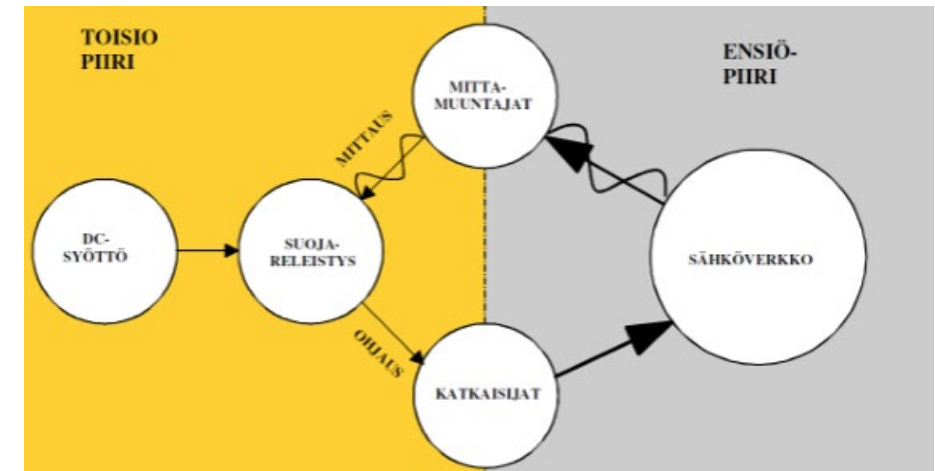 TOISIO
PIIRI
ENSIÖ-
PIIRI
MITTA-
MUUNTAJAT
MITTAUS
DC-
SYÖTTÖ
SUOJA-
RELEISTYS
SÄHKÖVERKKO
OHJAUS
KATKAISIJAT